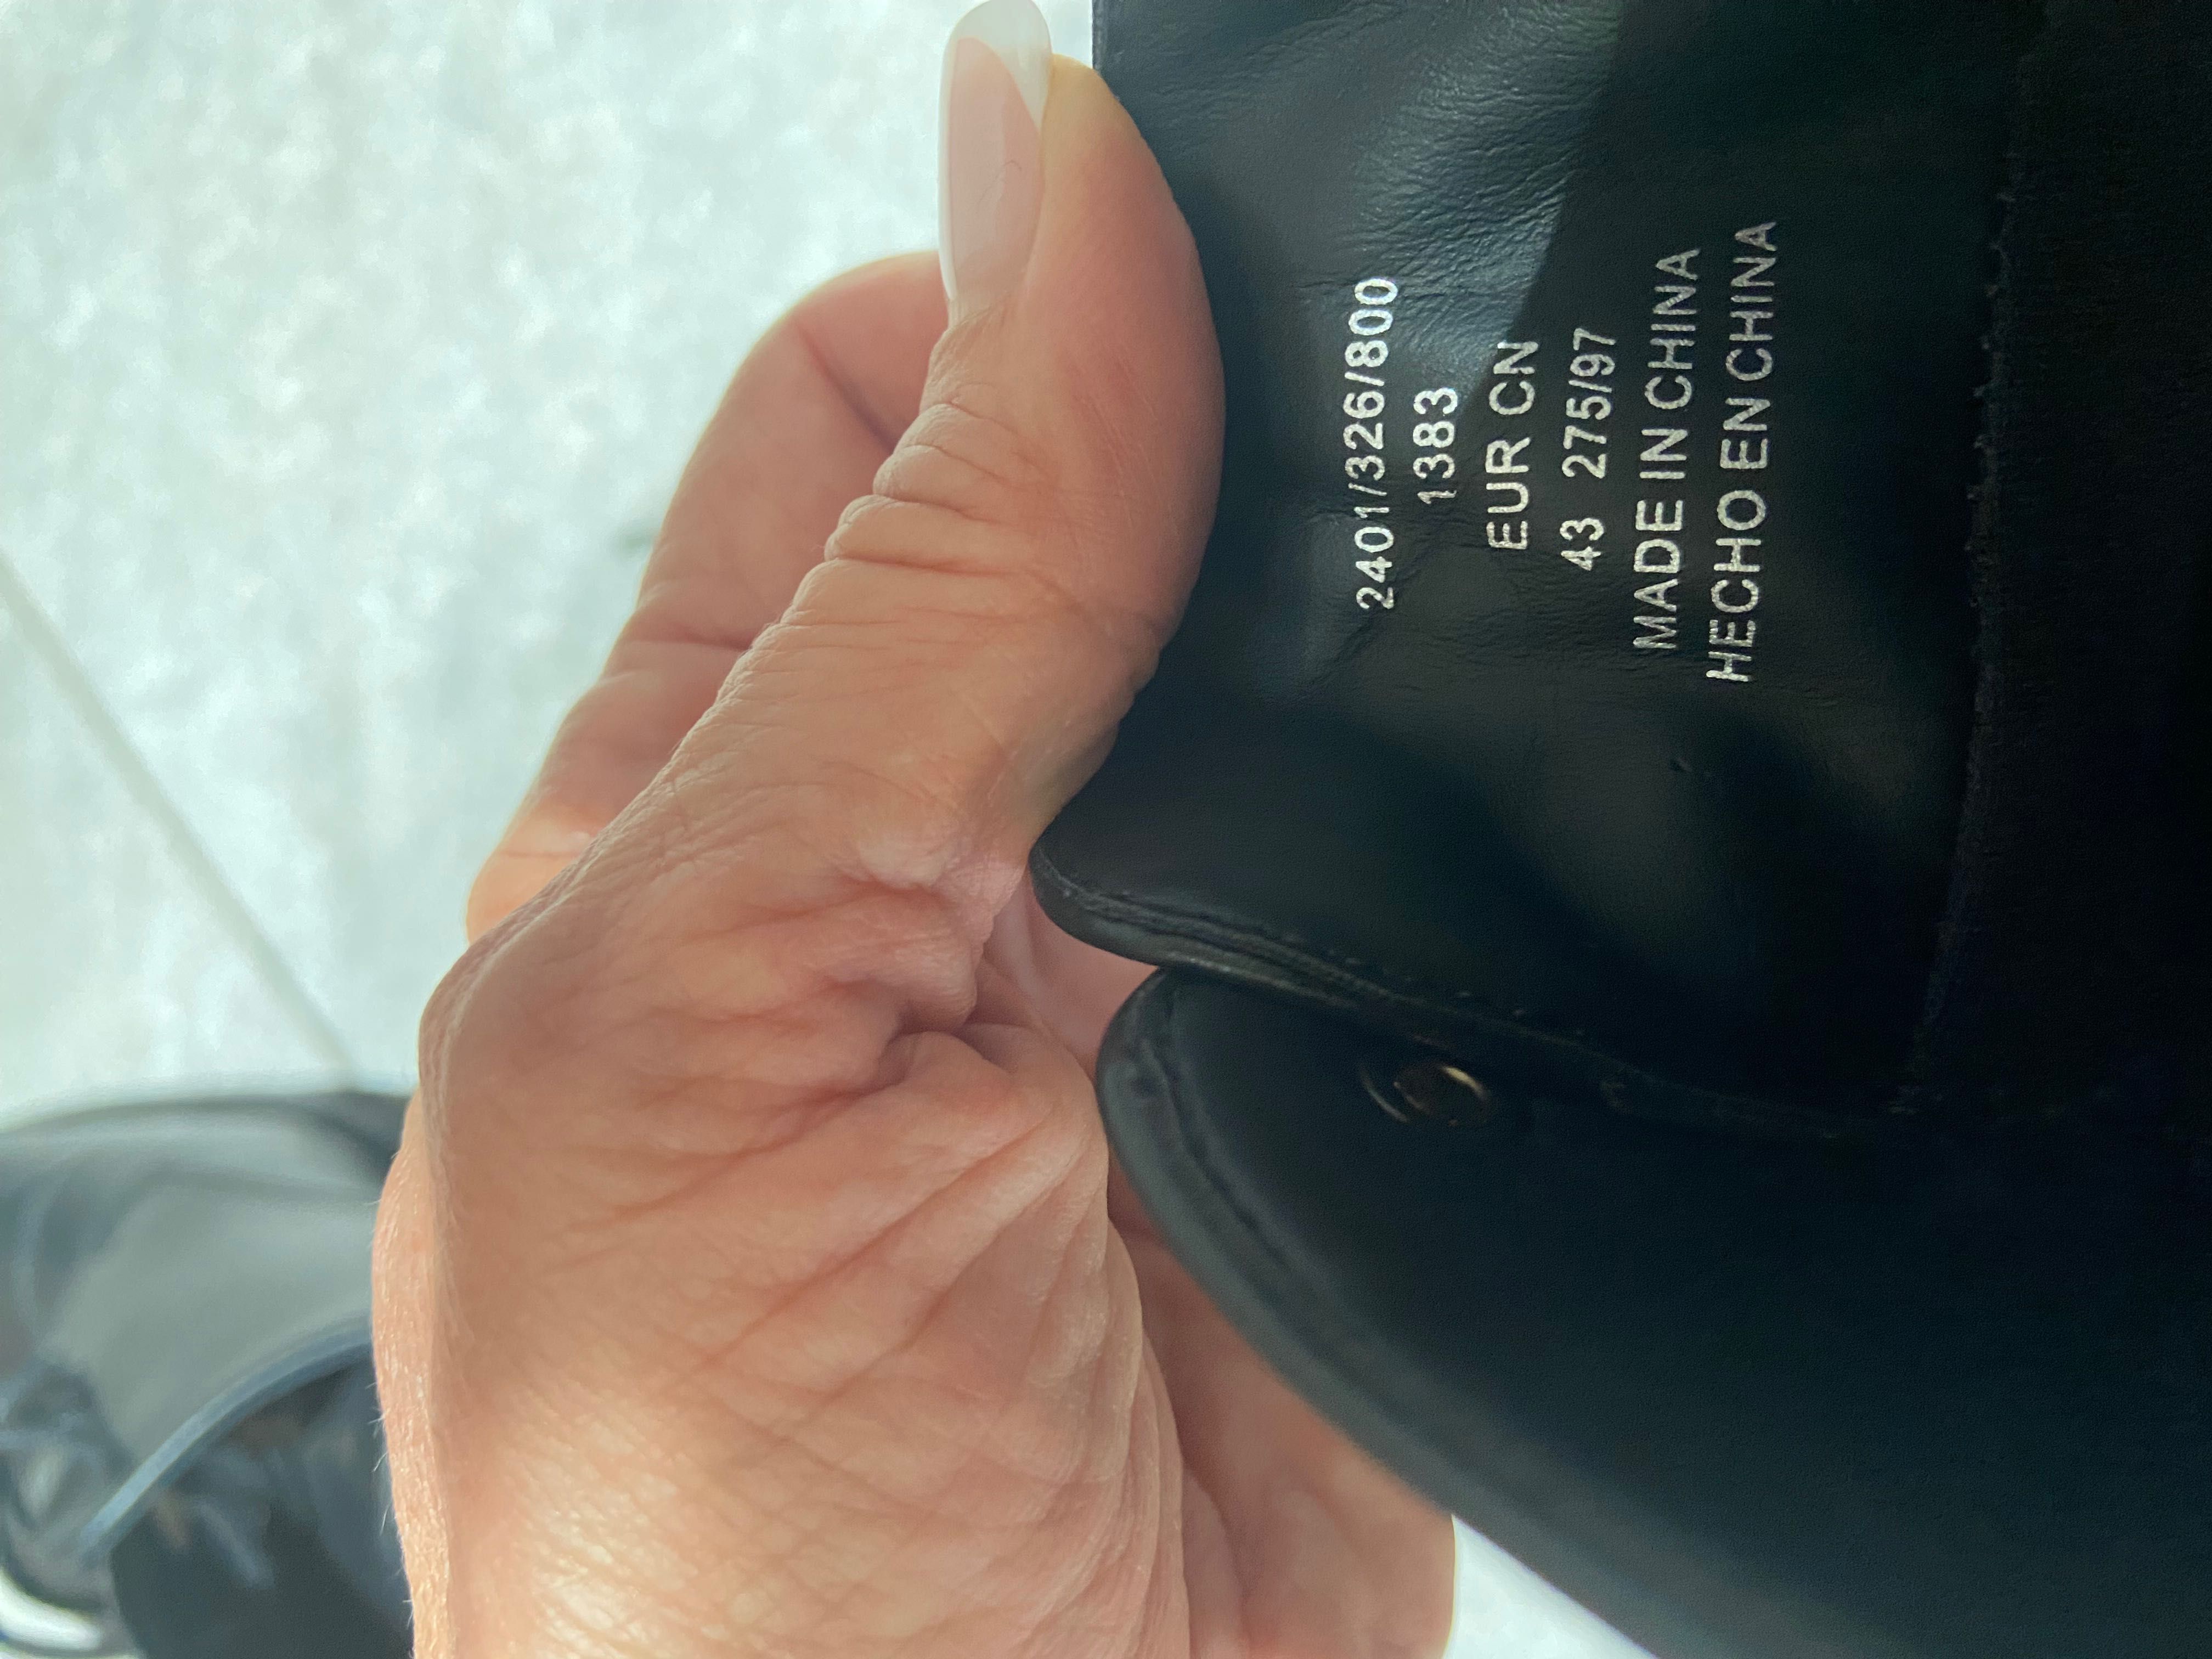 2401/326/800
1383
EUR CN
43 275/97
MADE IN CHINA
HECHO EN CHINA